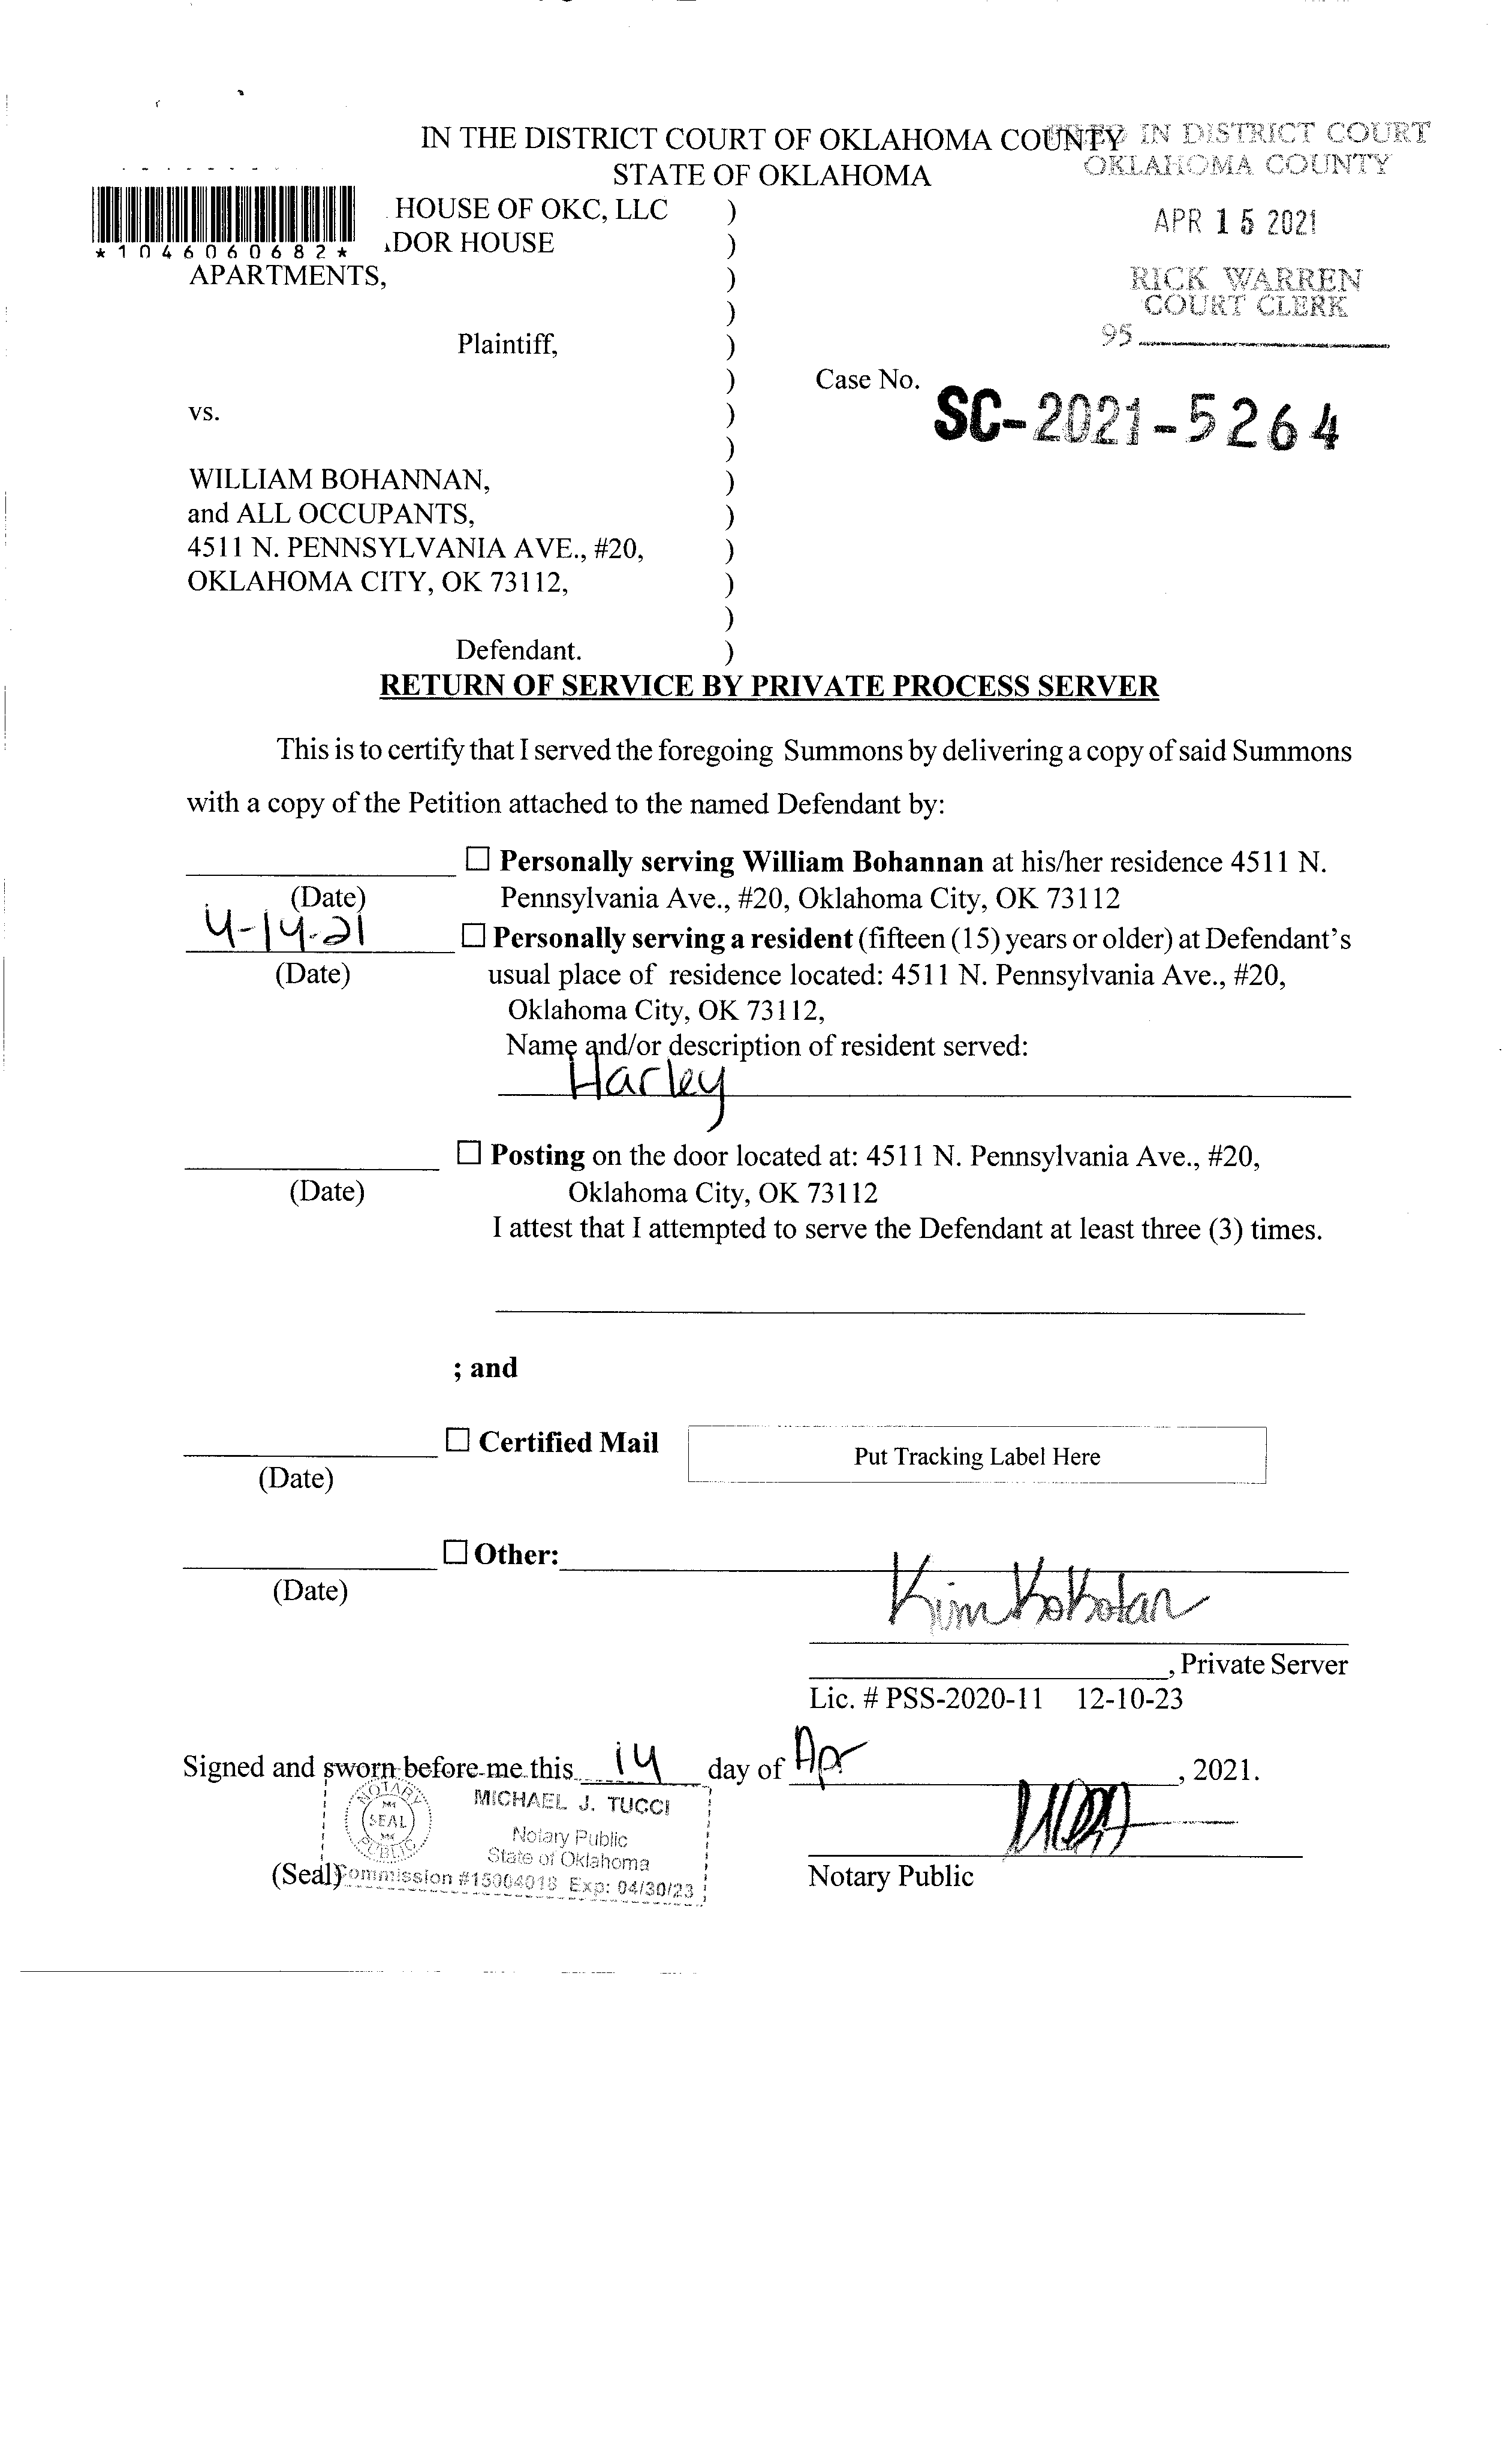 IN THE DISTRICT COURT OF OKLAHOMA COUNTY
STATE OF OKLAHOMA
IN DISTRICT COURT
OKLAHOMA COUNTY
APR 15 2021
RICK WARREN
COURT CLERK
95
*1046060682*
HOUSE OF OKC, LLC )
DOR HOUSE )
APARTMENTS, )
)
Plaintiff, )
)
Case No. SC-2021-5264
vs. )
)
WILLIAM BOHANNAN, )
and ALL OCCUPANTS, )
4511 N. PENNSYLVANIA AVE., #20, )
OKLAHOMA CITY, OK 73112, )
)
Defendant. )
RETURN OF SERVICE BY PRIVATE PROCESS SERVER
This is to certify that I served the foregoing Summons by delivering a copy of said Summons
with a copy of the Petition attached to the named Defendant by:
☐ Personally serving William Bohannan at his/her residence 4511 N.
(Date) Pennsylvania Ave., #20, Oklahoma City, OK 73112
4-14-21 ☐ Personally serving a resident (fifteen (15) years or older) at Defendant's
(Date) usual place of residence located: 4511 N. Pennsylvania Ave., #20,
Oklahoma City, OK 73112,
Name and/or description of resident served:
Harley
☐ Posting on the door located at: 4511 N. Pennsylvania Ave., #20,
(Date) Oklahoma City, OK 73112
I attest that I attempted to serve the Defendant at least three (3) times.
; and
☐ Certified Mail Put Tracking Label Here
(Date)
☐ Other:
(Date)
Kim Kokotan
, Private Server
Lic. # PSS-2020-11 12-10-23
Signed and sworn before me this 14 day of Apr , 2021.
NOTARY
SEAL
PUBLIC
MICHAEL J. TUCCI
Notary Public
State of Oklahoma
(Seal) Commission #15004018 Exp: 04/30/23
Notary Public